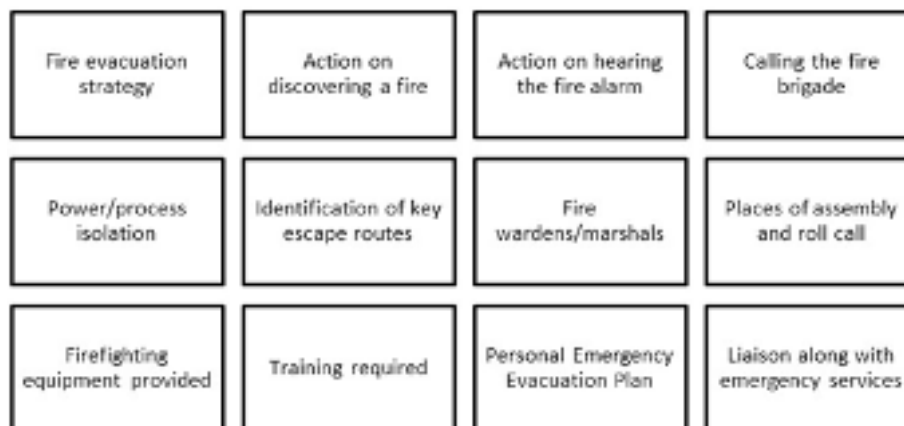 Fire evacuation
strategy
Action on
discovering a fire
Action on hearing
the fire alarm
Calling the fire
brigade
Power/process
isolation
Identification of key
escape routes
Fire
wardens/marshals
Places of assembly
and roll call
Firefighting
equipment provided
Training required
Personal Emergency
Evacuation Plan
Liaison along with
emergency services